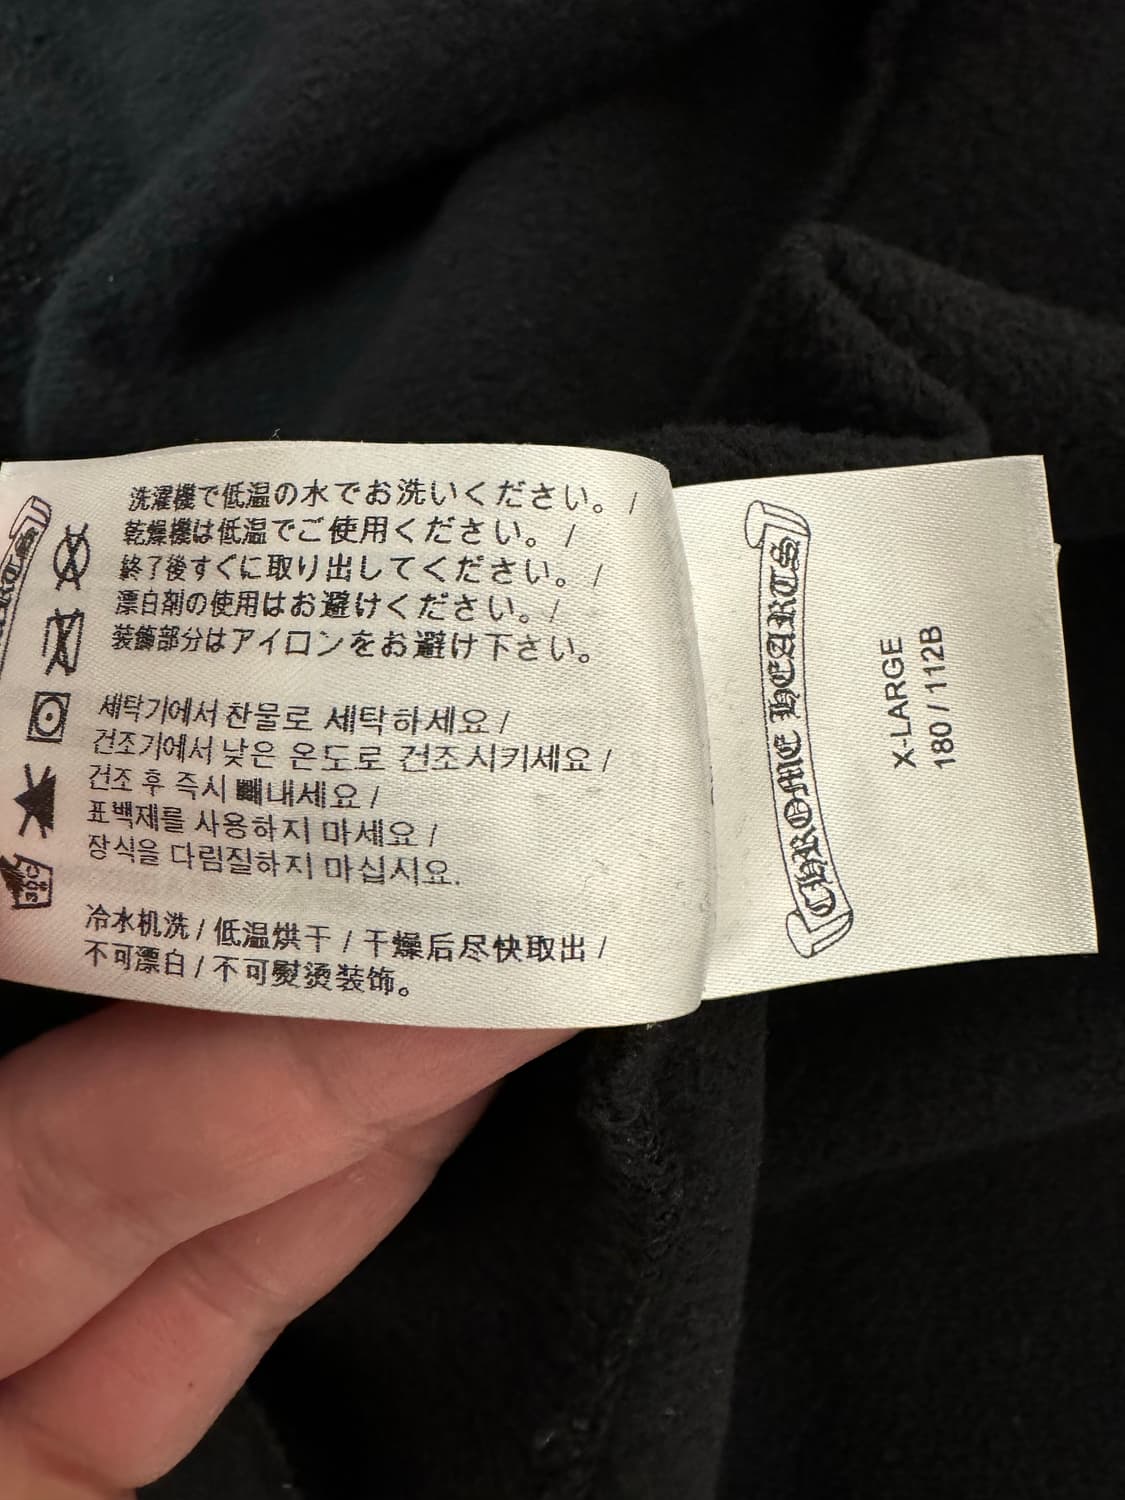 洗濯機で低温の水でお洗いください。 /
乾燥機は低温でご使用ください。 /
終了後すぐに取り出してください。 /
漂白剤の使用はお避けください。 /
装飾部分はアイロンをお避け下さい。
세탁기에서 찬물로 세탁하세요 /
건조기에서 낮은 온도로 건조시키세요 /
건조 후 즉시 빼내세요 /
표백제를 사용하지 마세요 /
장식을 다림질하지 마십시요.
冷水机洗 / 低温烘干 / 干燥后尽快取出 /
不可漂白 / 不可熨烫装饰。
30C
CHROME HEARTS
X-LARGE
180 / 112B